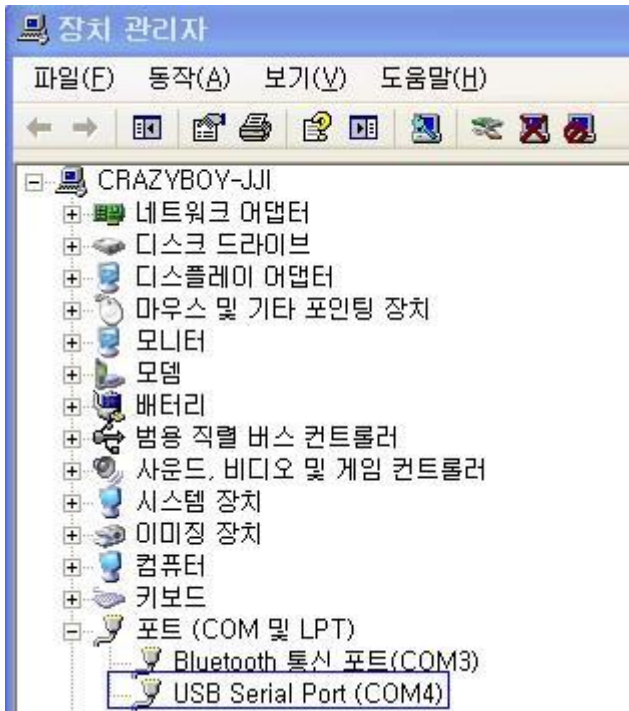 장치 관리자
파일(F) 동작(A) 보기(V) 도움말(H)
CRAZYBOY-JJI
네트워크 어댑터
디스크 드라이브
디스플레이 어댑터
마우스 및 기타 포인팅 장치
모니터
모뎀
배터리
범용 직렬 버스 컨트롤러
사운드, 비디오 및 게임 컨트롤러
시스템 장치
이미징 장치
컴퓨터
키보드
포트 (COM 및 LPT)
Bluetooth 통신 포트(COM3)
USB Serial Port (COM4)